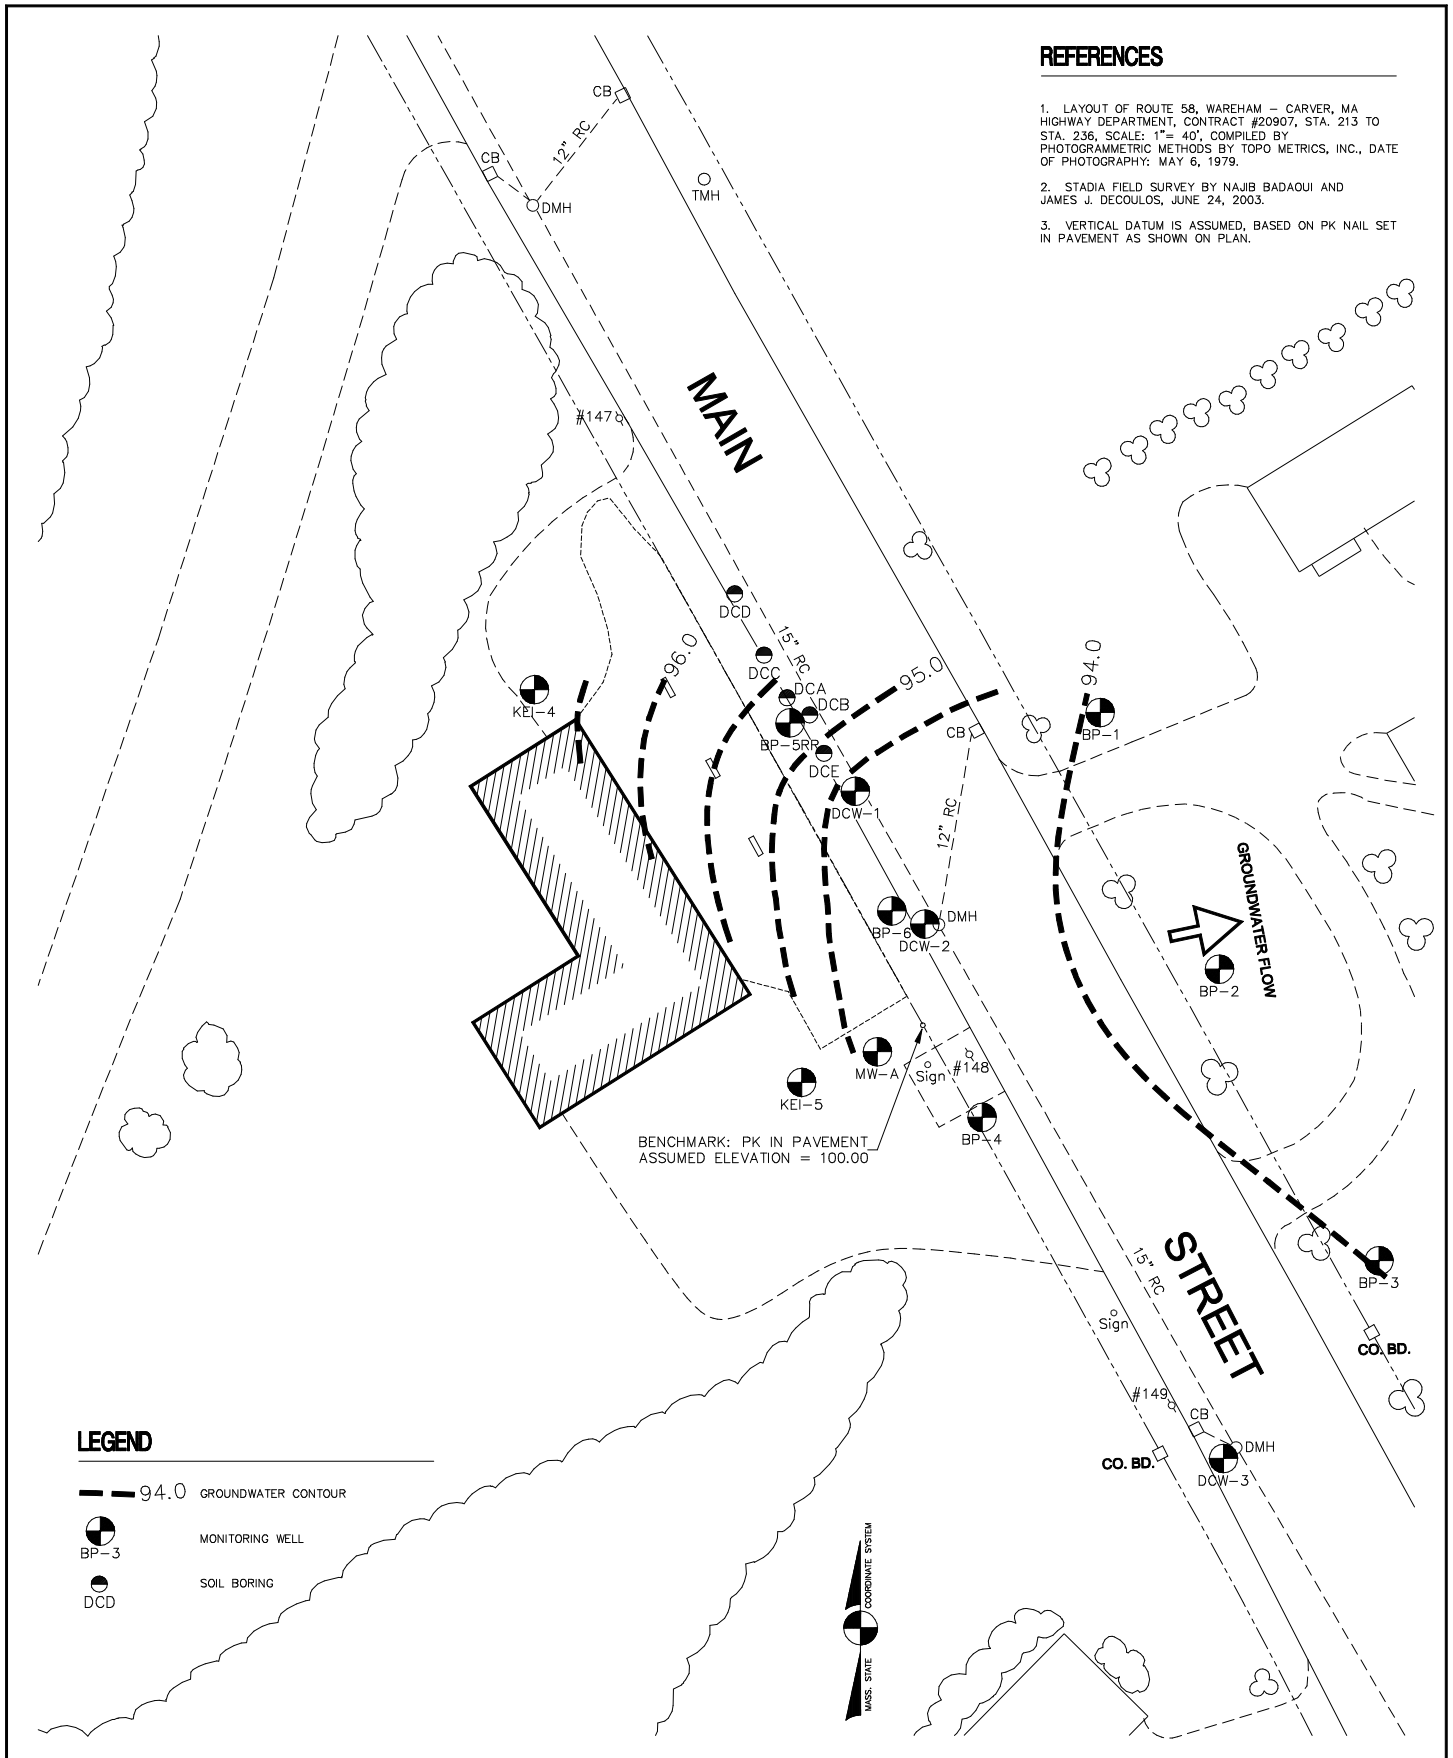 REFERENCES
1. LAYOUT OF ROUTE 58, WAREHAM – CARVER, MA
HIGHWAY DEPARTMENT, CONTRACT #20907, STA. 213 TO
STA. 236, SCALE: 1"= 40', COMPILED BY
PHOTOGRAMMETRIC METHODS BY TOPO METRICS, INC., DATE
OF PHOTOGRAPHY: MAY 6, 1979.
2. STADIA FIELD SURVEY BY NAJIB BADAOUI AND
JAMES J. DECOULOS, JUNE 24, 2003.
3. VERTICAL DATUM IS ASSUMED, BASED ON PK NAIL SET
IN PAVEMENT AS SHOWN ON PLAN.
CB
12" RC
CB
DMH
TMH
#147
MAIN
DCD
15" RC
96.0
DCC
95.0
94.0
DCA
KEI-4
DCB
BP-5RR
CB
BP-1
DCE
DCW-1
12" RC
GROUNDWATER FLOW
DMH
BP-6
DCW-2
BP-2
MW-A
Sign
#148
KEI-5
BP-4
BENCHMARK: PK IN PAVEMENT
ASSUMED ELEVATION = 100.00
STREET
15" RC
BP-3
Sign
CO. BD.
#149
CB
DMH
CO. BD.
DCW-3
LEGEND
94.0 GROUNDWATER CONTOUR
MONITORING WELL
BP-3
SOIL BORING
DCD
MASS. STATE COORDINATE SYSTEM